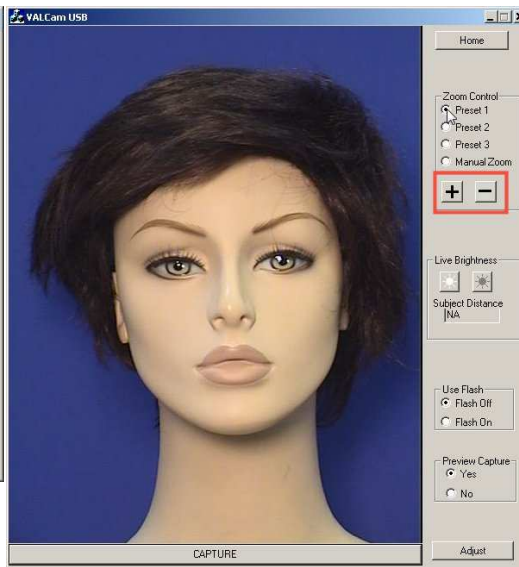 VALCam USB
Home
Zoom Control
Preset 1
Preset 2
Preset 3
Manual Zoom
+ −
Live Brightness
Subject Distance
NA
Use Flash
Flash Off
Flash On
Preview Capture
Yes
No
CAPTURE
Adjust